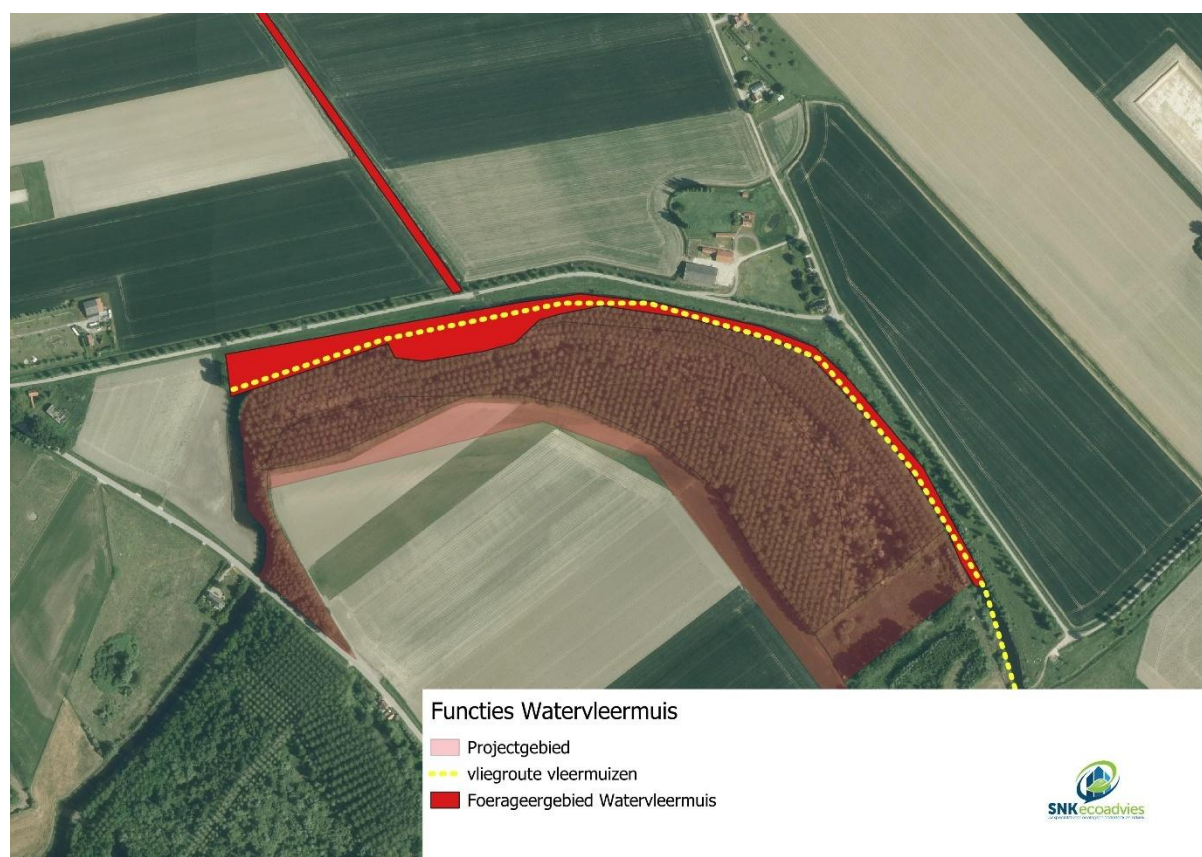 Functies Watervleermuis
Projectgebied
vliegroute vleermuizen
Foerageergebied Watervleermuis
SNKecoadvies